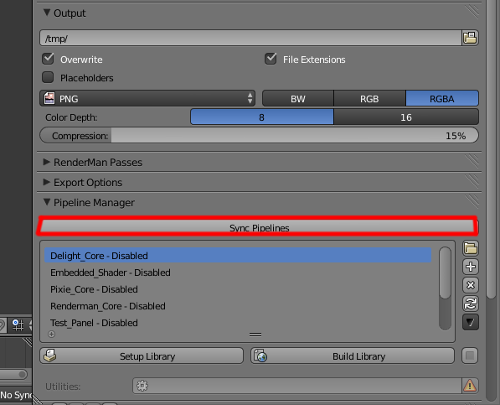 Output
/tmp/
Overwrite
File Extensions
Placeholders
PNG
BW
RGB
RGBA
Color Depth:
8
16
Compression:
15%
RenderMan Passes
Export Options
Pipeline Manager
Sync Pipelines
Delight_Core - Disabled
Embedded_Shader - Disabled
Pixie_Core - Disabled
Renderman_Core - Disabled
Test_Panel - Disabled
Setup Library
Build Library
No Sync
Utilities: